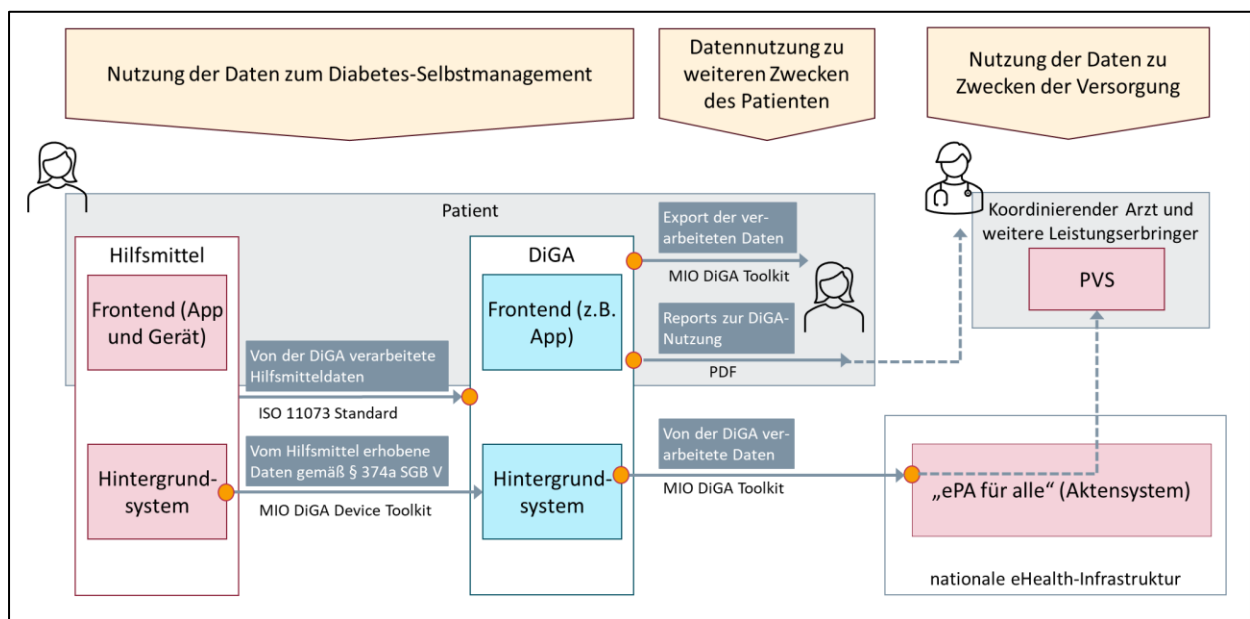 Nutzung der Daten zum Diabetes-Selbstmanagement
Datennutzung zu
weiteren Zwecken
des Patienten
Nutzung der Daten zu
Zwecken der Versorgung
Patient
Hilfsmittel
Frontend (App
und Gerät)
Von der DiGA verarbeitete
Hilfsmitteldaten
ISO 11073 Standard
Hintergrund-
system
Vom Hilfsmittel erhobene
Daten gemäß § 374a SGB V
MIO DiGA Device Toolkit
DiGA
Frontend (z.B.
App)
Hintergrund-
system
Export der ver-
arbeiteten Daten
MIO DiGA Toolkit
Reports zur DiGA-
Nutzung
PDF
Von der DiGA ver-
arbeitete Daten
MIO DiGA Toolkit
Koordinierender Arzt und
weitere Leistungserbringer
PVS
„ePA für alle“ (Aktensystem)
nationale eHealth-Infrastruktur